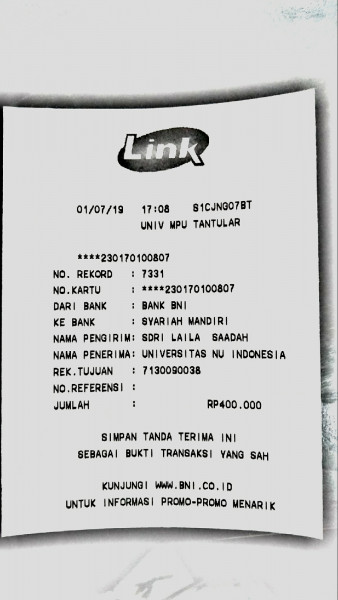 Link
01/07/19 17:08 S1CJNG07BT
UNIV MPU TANTULAR
****230170100807
NO. REKORD : 7331
NO.KARTU : ****230170100807
DARI BANK : BANK BNI
KE BANK : SYARIAH MANDIRI
NAMA PENGIRIM: SDRI LAILA SAADAH
NAMA PENERIMA: UNIVERSITAS NU INDONESIA
REK.TUJUAN : 7130090038
NO.REFERENSI :
JUMLAH : RP400.000
SIMPAN TANDA TERIMA INI
SEBAGAI BUKTI TRANSAKSI YANG SAH
KUNJUNGI WWW.BNI.CO.ID
UNTUK INFORMASI PROMO-PROMO MENARIK